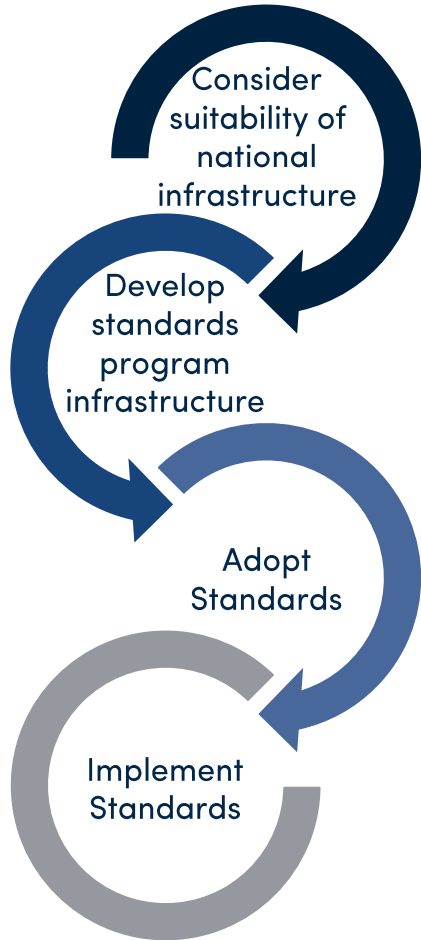 Consider
suitability of
national
infrastructure
Develop
standards
program
infrastructure
Adopt
Standards
Implement
Standards